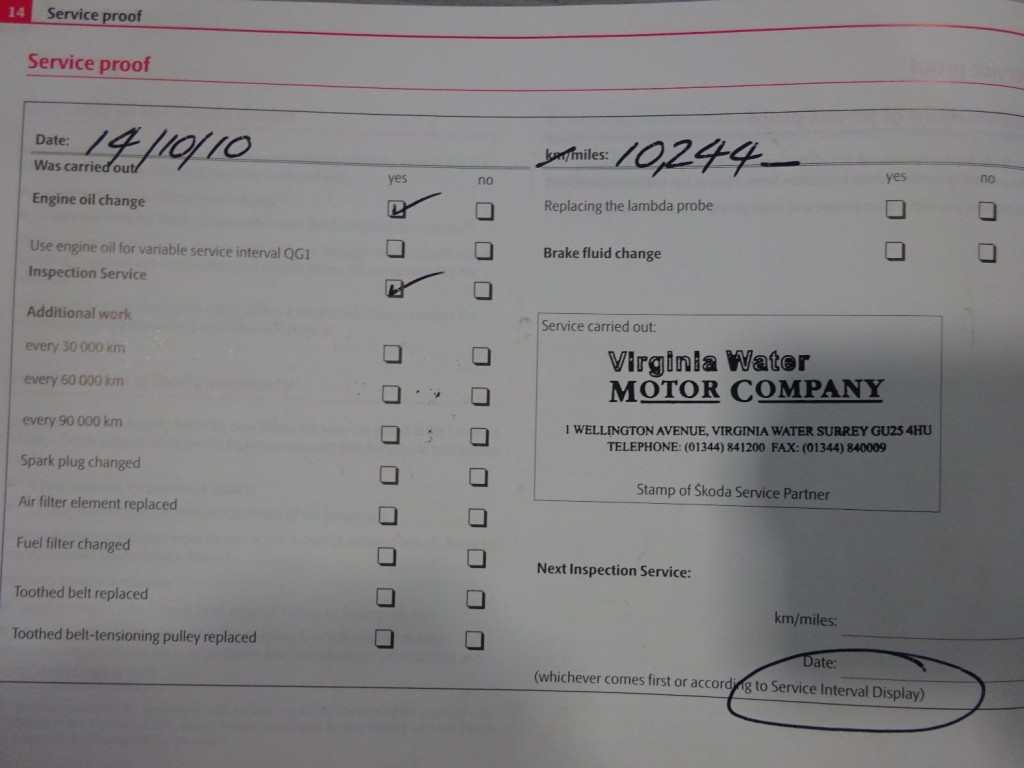 14 Service proof
Service proof
Date: 14/10/10
km/miles: 10,244
Was carried out
yes no
yes no
Engine oil change
Replacing the lambda probe
Use engine oil for variable service interval QG1
Brake fluid change
Inspection Service
Additional work
every 30 000 km
every 60 000 km
every 90 000 km
Spark plug changed
Air filter element replaced
Fuel filter changed
Toothed belt replaced
Toothed belt-tensioning pulley replaced
Service carried out:
Virginia Water
MOTOR COMPANY
1 WELLINGTON AVENUE, VIRGINIA WATER SURREY GU25 4HU
TELEPHONE: (01344) 841200 FAX: (01344) 840009
Stamp of Škoda Service Partner
Next Inspection Service:
km/miles:
Date:
(whichever comes first or according to Service Interval Display)